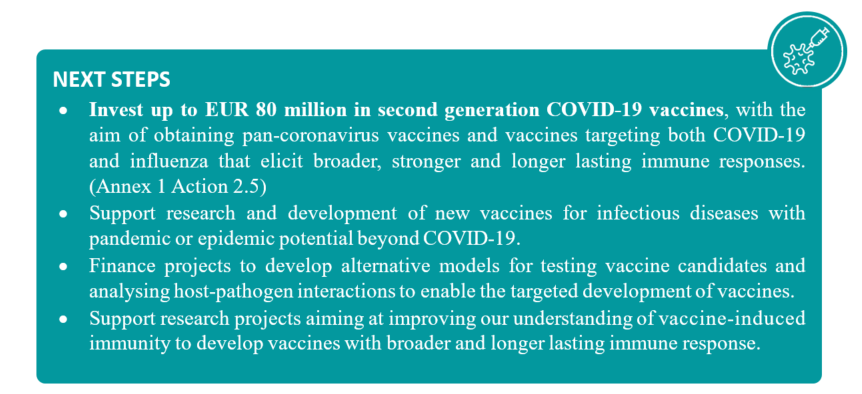 NEXT STEPS
• Invest up to EUR 80 million in second generation COVID-19 vaccines, with the
aim of obtaining pan-coronavirus vaccines and vaccines targeting both COVID-19
and influenza that elicit broader, stronger and longer lasting immune responses.
(Annex 1 Action 2.5)
• Support research and development of new vaccines for infectious diseases with
pandemic or epidemic potential beyond COVID-19.
• Finance projects to develop alternative models for testing vaccine candidates and
analysing host-pathogen interactions to enable the targeted development of vaccines.
• Support research projects aiming at improving our understanding of vaccine-induced
immunity to develop vaccines with broader and longer lasting immune response.